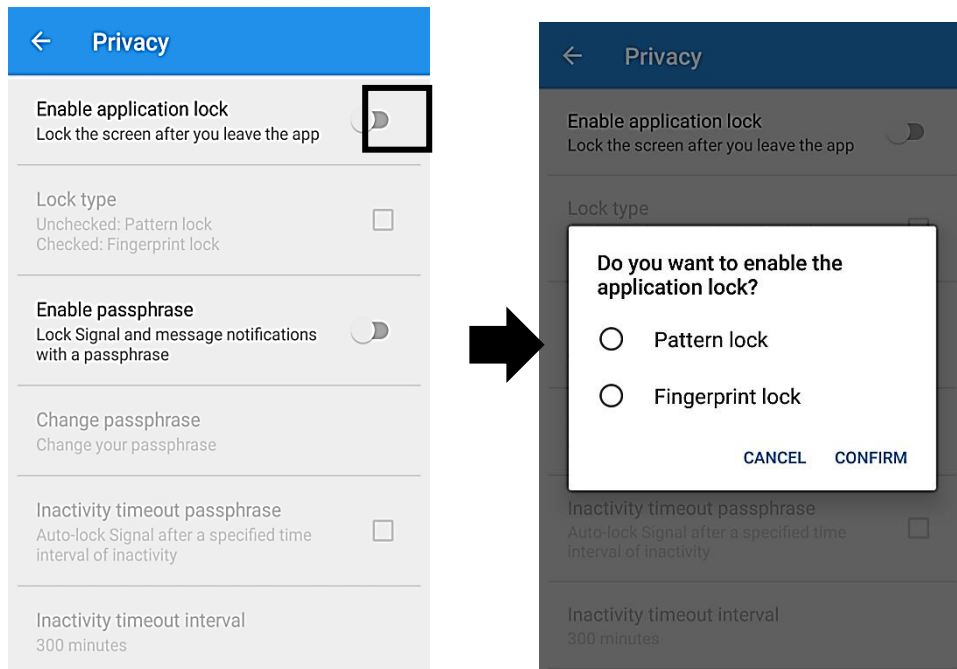 Privacy
Enable application lock
Lock the screen after you leave the app
Lock type
Unchecked: Pattern lock
Checked: Fingerprint lock
Enable passphrase
Lock Signal and message notifications
with a passphrase
Change passphrase
Change your passphrase
Inactivity timeout passphrase
Auto-lock Signal after a specified time
interval of inactivity
Inactivity timeout interval
300 minutes
Privacy
Enable application lock
Lock the screen after you leave the app
Lock type
Do you want to enable the
application lock?
Pattern lock
Fingerprint lock
CANCEL CONFIRM
Inactivity timeout passphrase
Auto-lock Signal after a specified time
interval of inactivity
Inactivity timeout interval
300 minutes